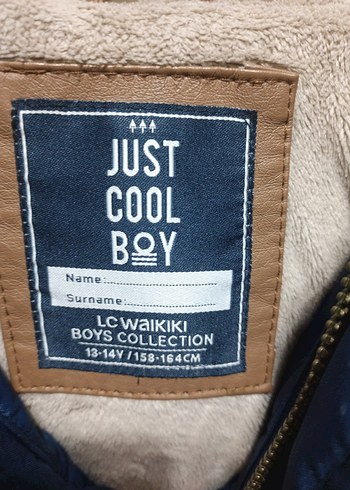 JUST
COOL
BOY
Name:
Surname:
LC WaIKIKI
BOYS COLLECTION
13-14Y / 158-164CM